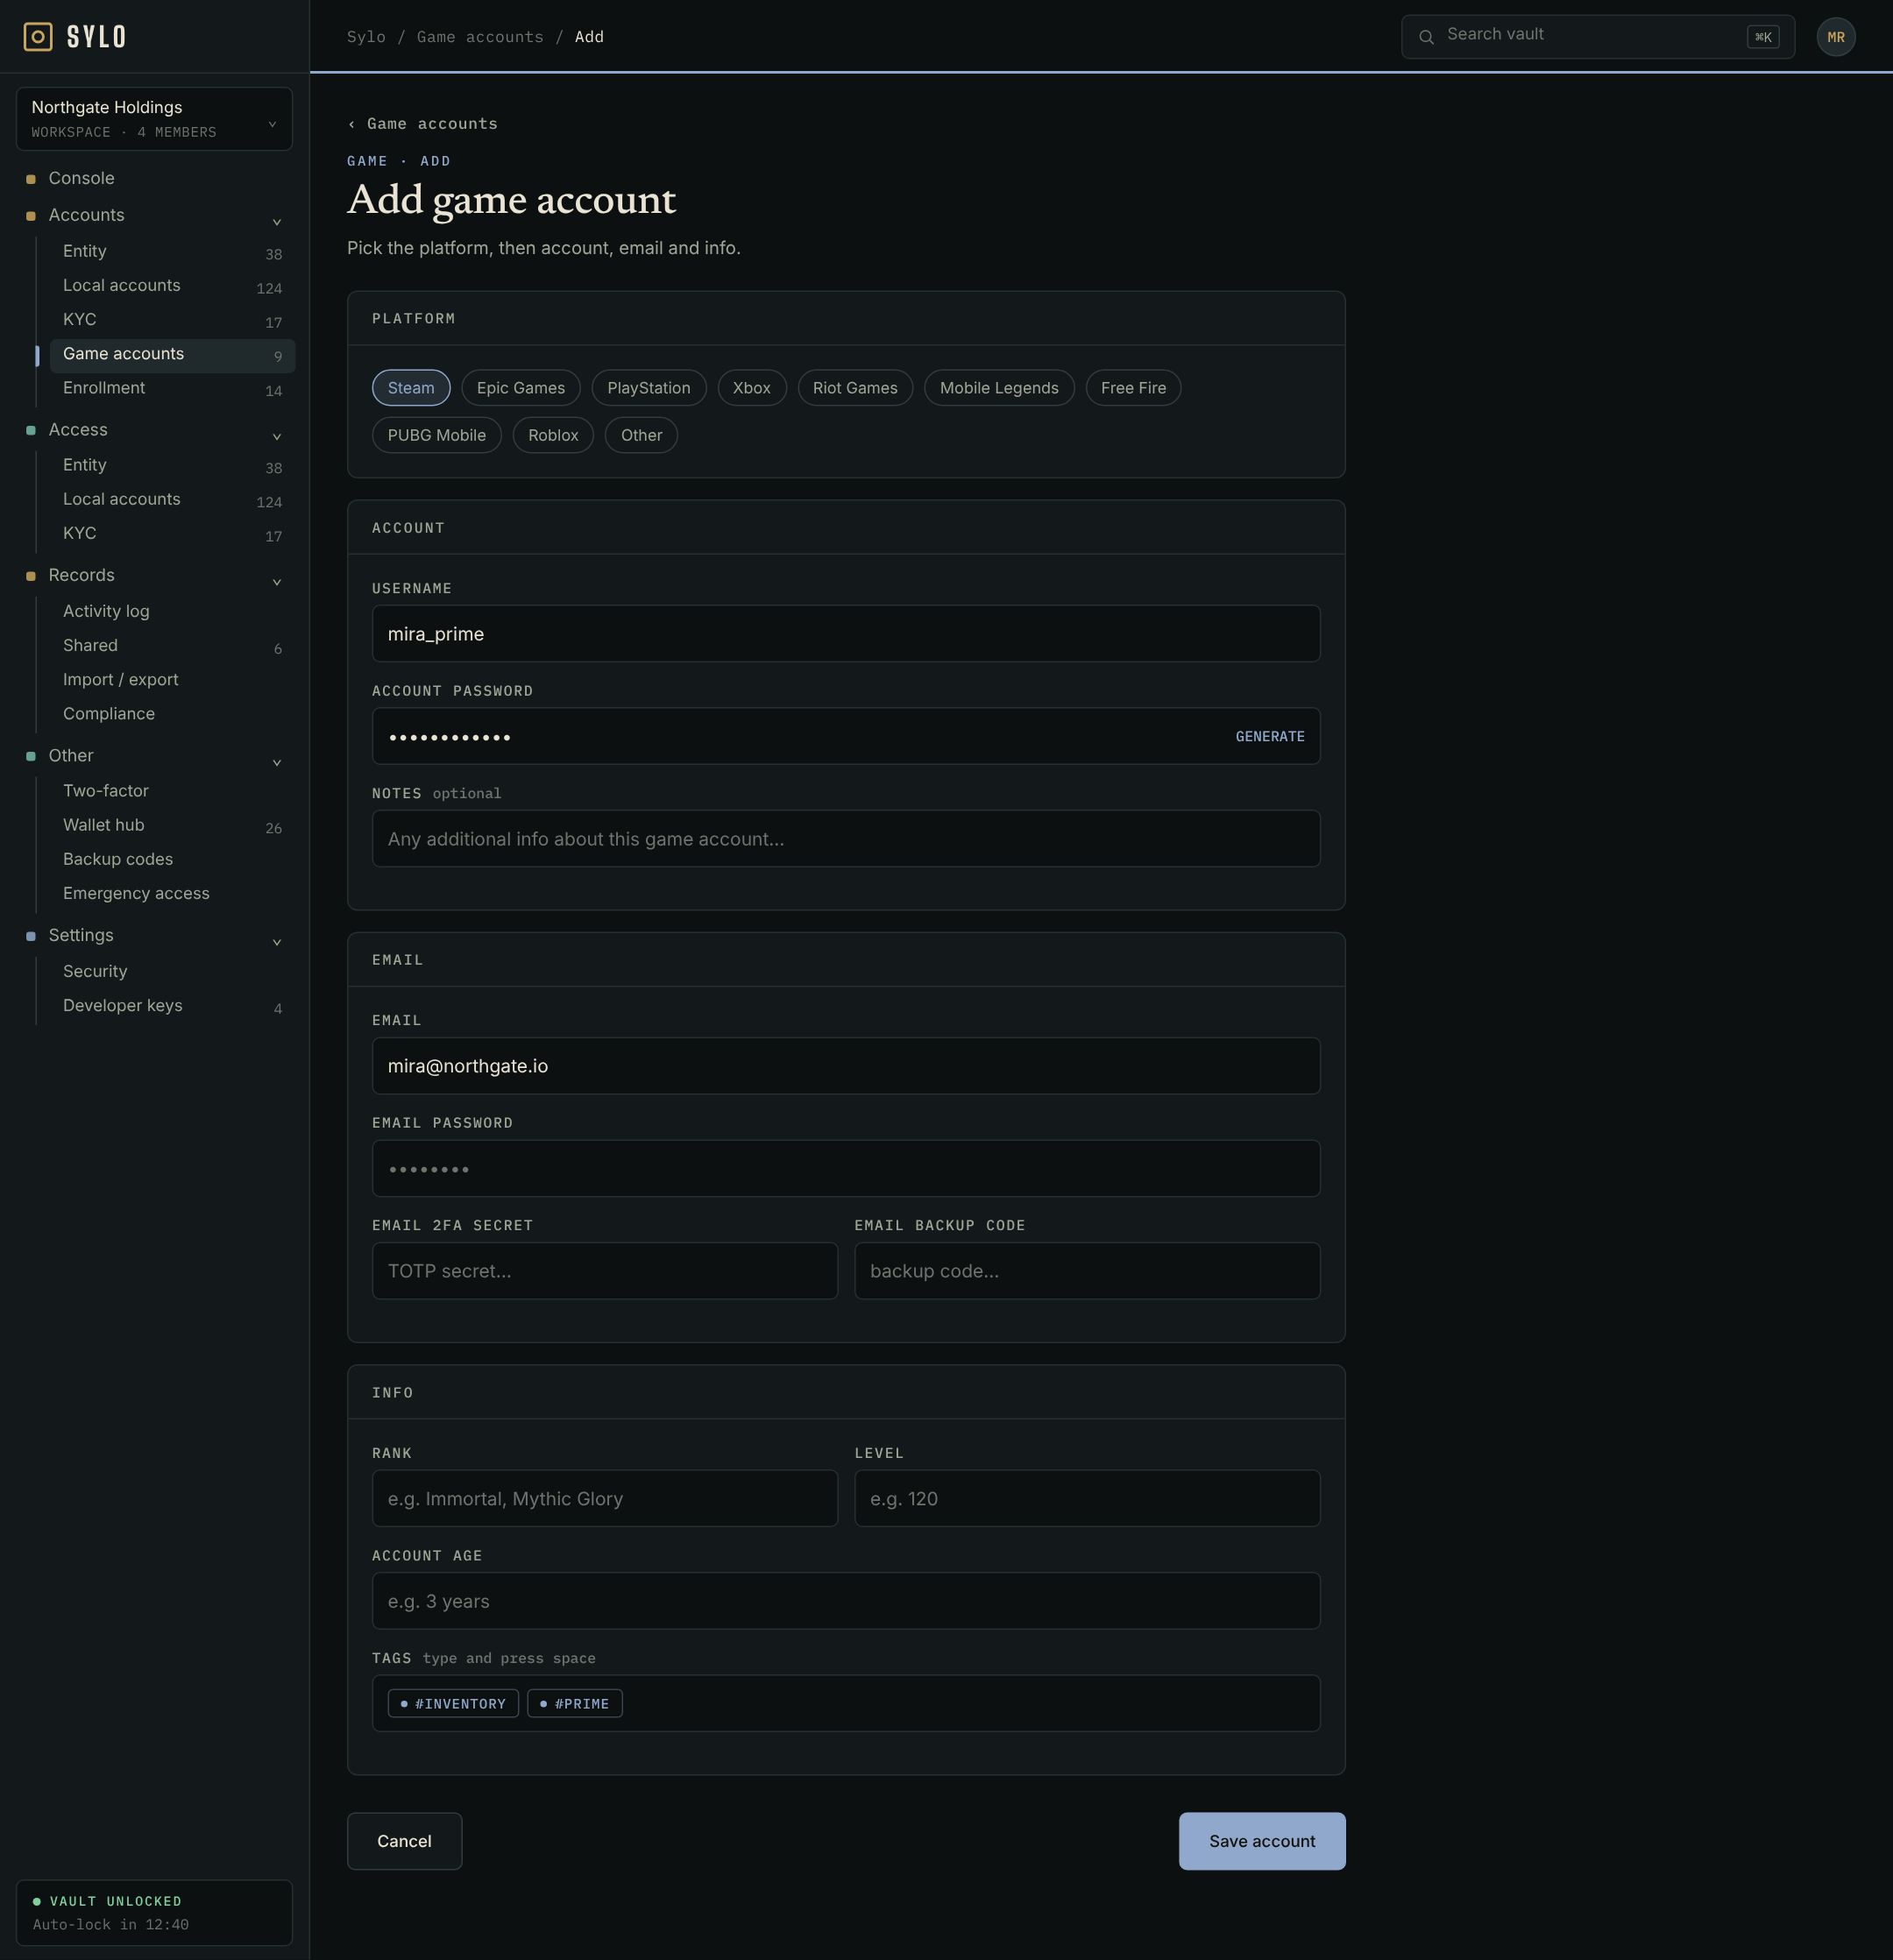 SYLO
Sylo / Game accounts / Add
Search vault
⌘K
MR
Northgate Holdings
WORKSPACE · 4 MEMBERS
Console
Accounts
Entity 38
Local accounts 124
KYC 17
Game accounts 9
Enrollment 14
Access
Entity 38
Local accounts 124
KYC 17
Records
Activity log
Shared 6
Import / export
Compliance
Other
Two-factor
Wallet hub 26
Backup codes
Emergency access
Settings
Security
Developer keys 4
VAULT UNLOCKED
Auto-lock in 12:40
‹ Game accounts
GAME · ADD
Add game account
Pick the platform, then account, email and info.
PLATFORM
Steam Epic Games PlayStation Xbox Riot Games Mobile Legends Free Fire
PUBG Mobile Roblox Other
ACCOUNT
USERNAME
mira_prime
ACCOUNT PASSWORD
•••••••••••• GENERATE
NOTES optional
Any additional info about this game account...
EMAIL
EMAIL
mira@northgate.io
EMAIL PASSWORD
••••••••
EMAIL 2FA SECRET EMAIL BACKUP CODE
TOTP secret... backup code...
INFO
RANK LEVEL
e.g. Immortal, Mythic Glory e.g. 120
ACCOUNT AGE
e.g. 3 years
TAGS type and press space
#INVENTORY #PRIME
Cancel Save account